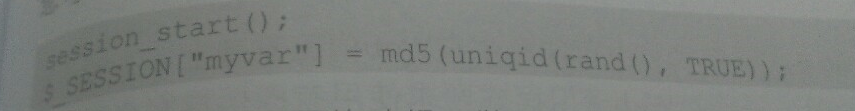 session_start();
$_SESSION["myvar"] = md5(uniqid(rand(), TRUE));